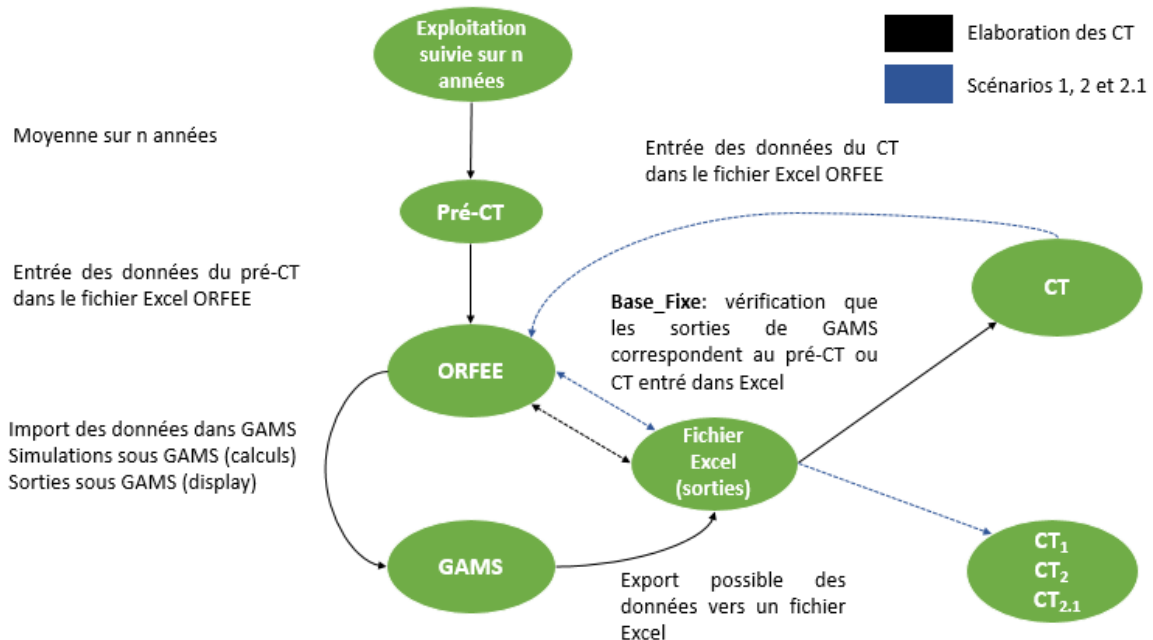 Exploitation
suivie sur n
années
Elaboration des CT
Scénarios 1, 2 et 2.1
Moyenne sur n années
Entrée des données du CT
dans le fichier Excel ORFEE
Pré-CT
Entrée des données du pré-CT
dans le fichier Excel ORFEE
CT
Base_Fixe: vérification que
les sorties de GAMS
correspondent au pré-CT ou
CT entré dans Excel
ORFEE
Import des données dans GAMS
Simulations sous GAMS (calculs)
Sorties sous GAMS (display)
Fichier
Excel
(sorties)
GAMS
CT₁
CT₂
CT₂.₁
Export possible des
données vers un fichier
Excel